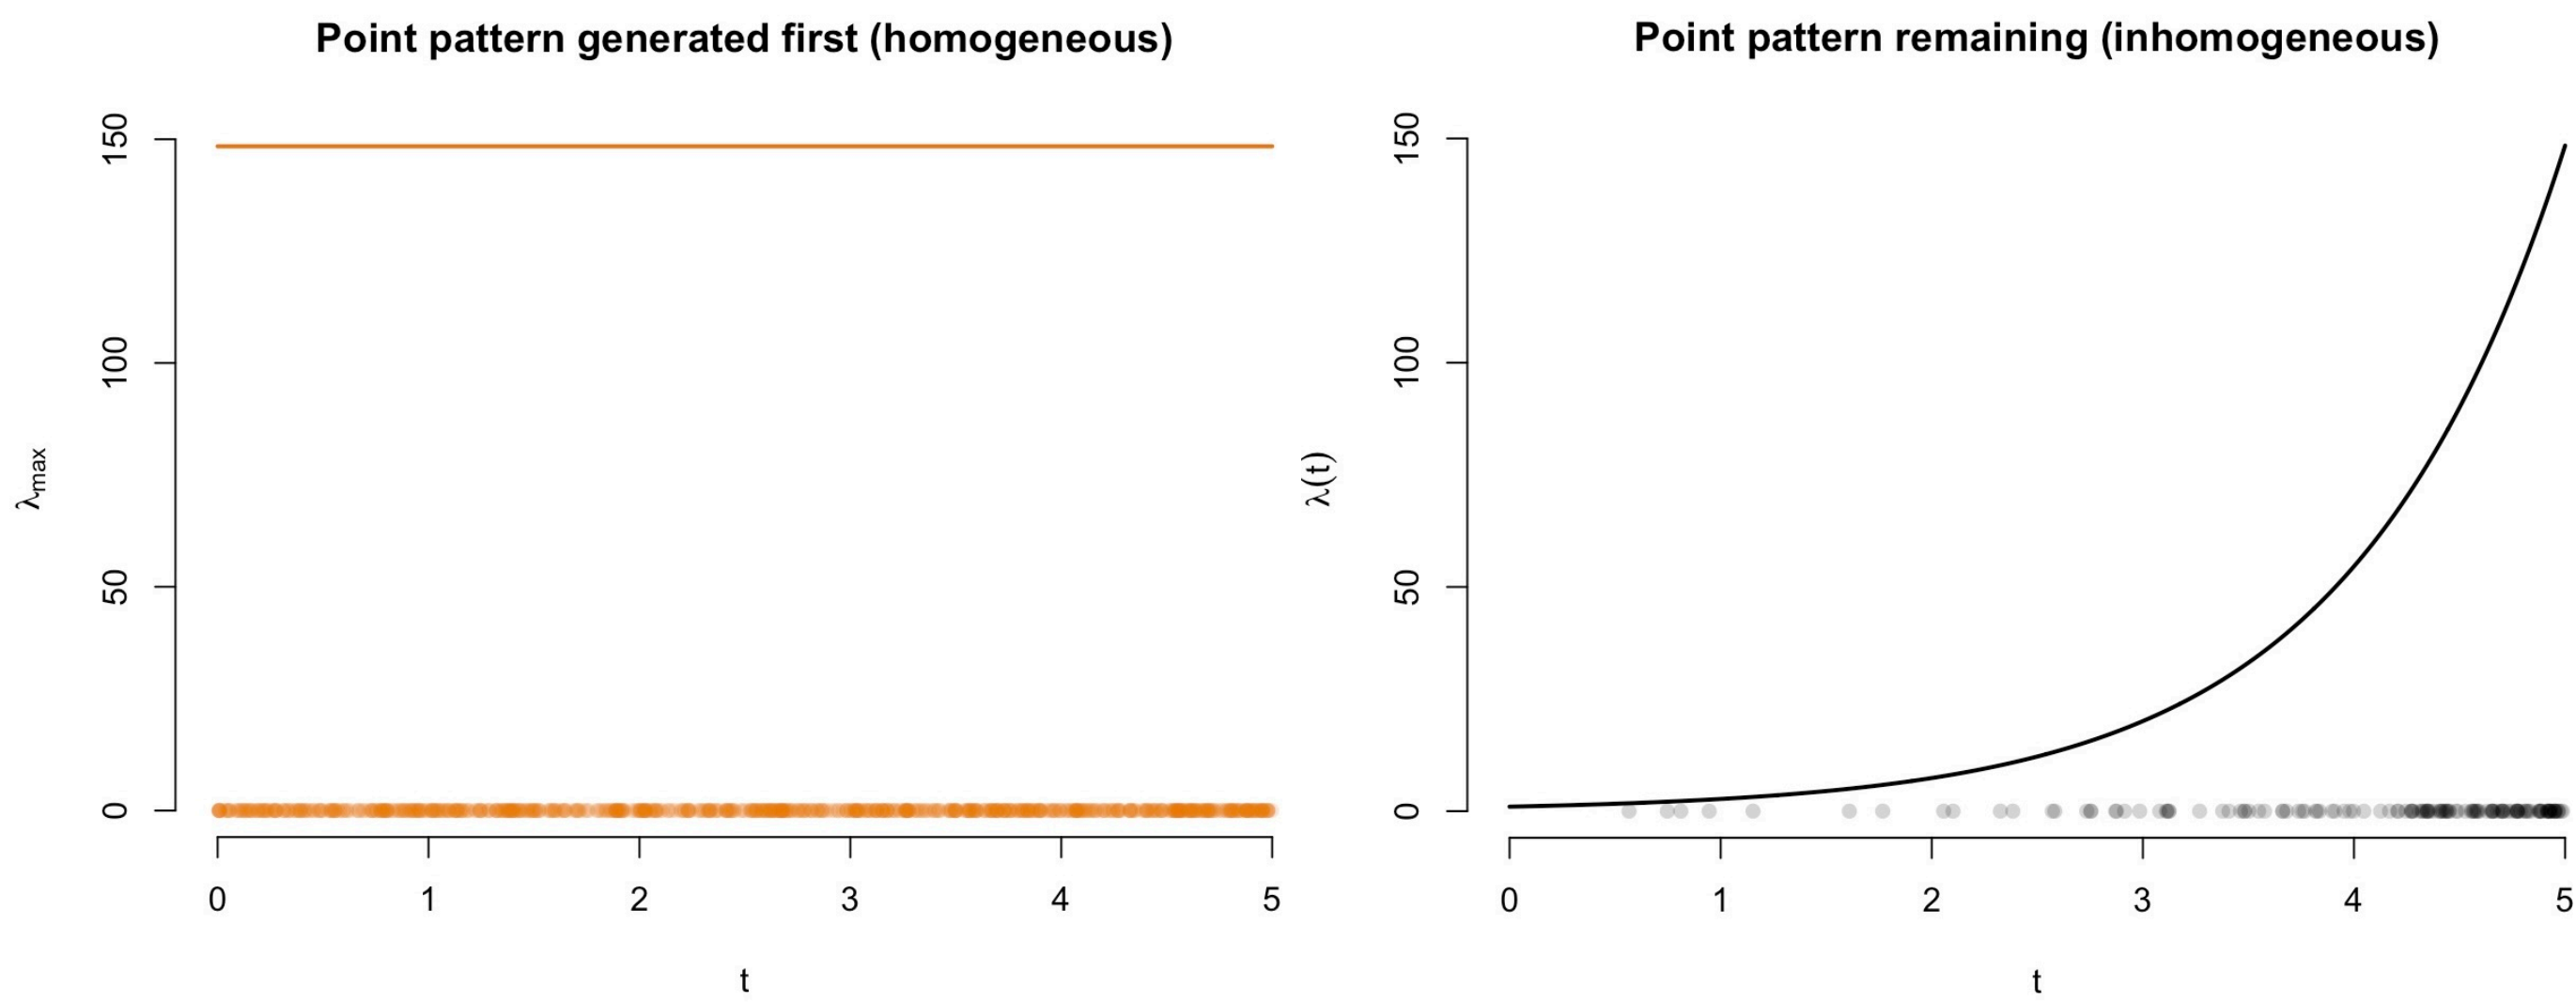 Point pattern generated first (homogeneous)
150
100
50
0
λmax
0 1 2 3 4 5
t
Point pattern remaining (inhomogeneous)
150
100
50
0
λ(t)
0 1 2 3 4 5
t